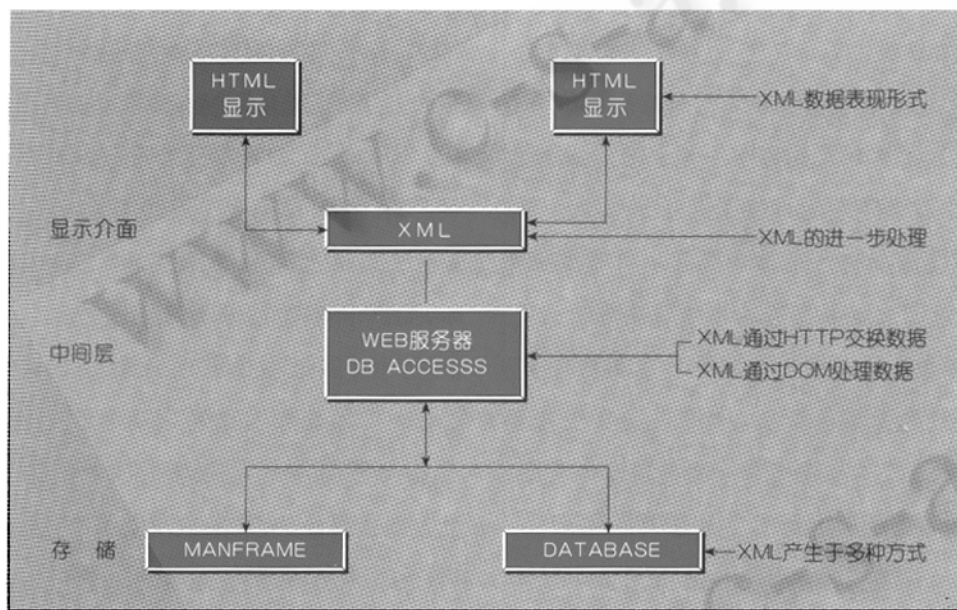 HTML
显示
HTML
显示
XML数据表现形式
显示介面
XML
XML的进一步处理
中间层
WEB服务器
DB ACCESSS
XML通过HTTP交换数据
XML通过DOM处理数据
存 储
MANFRAME
DATABASE
XML产生于多种方式
www.c-s-a.
c-s-a